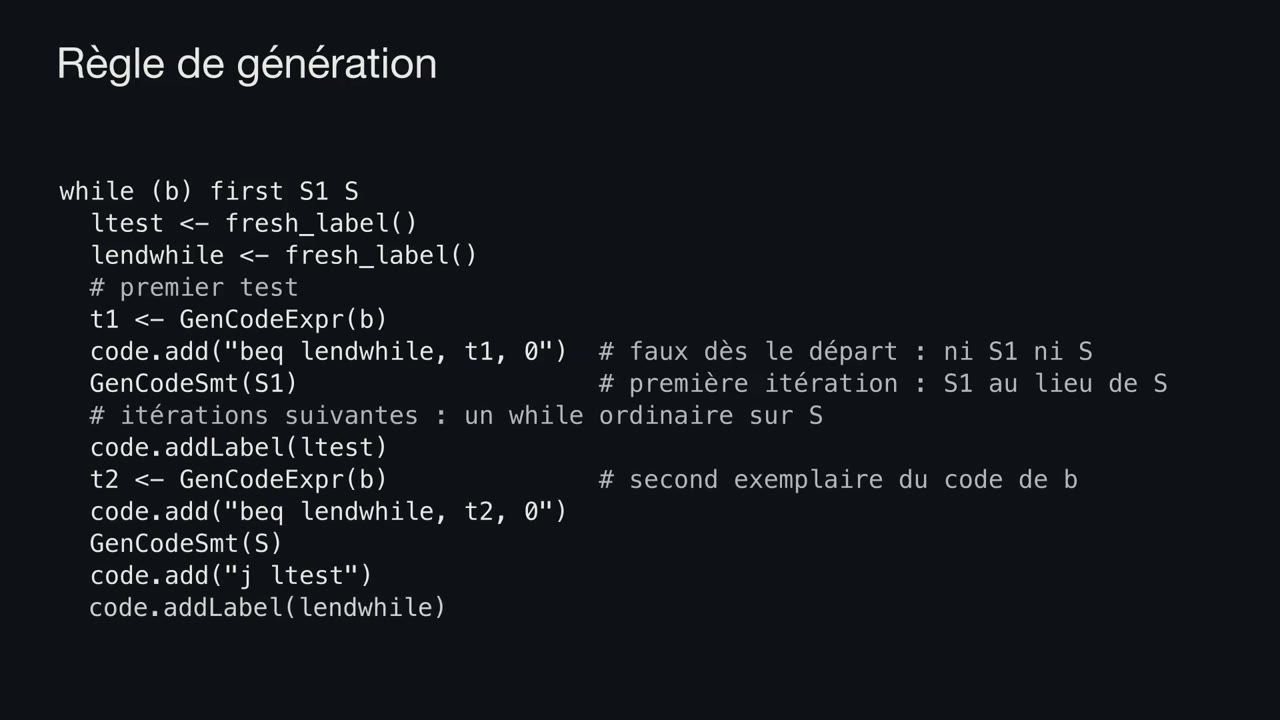 Règle de génération
while (b) first S1 S
ltest <- fresh_label()
lendwhile <- fresh_label()
# premier test
t1 <- GenCodeExpr(b)
code.add("beq lendwhile, t1, 0")  # faux dès le départ : ni S1 ni S
GenCodeSmt(S1)                    # première itération : S1 au lieu de S
# itérations suivantes : un while ordinaire sur S
code.addLabel(ltest)
t2 <- GenCodeExpr(b)              # second exemplaire du code de b
code.add("beq lendwhile, t2, 0")
GenCodeSmt(S)
code.add("j ltest")
code.addLabel(lendwhile)